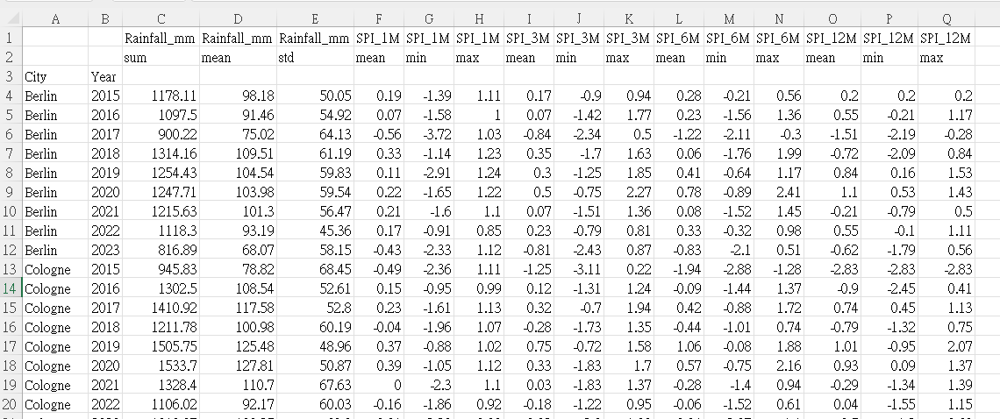 A B C D E F G H I J K L M N O P Q
1 Rainfall_mm Rainfall_mm Rainfall_mm SPI_1M SPI_1M SPI_1M SPI_3M SPI_3M SPI_3M SPI_6M SPI_6M SPI_6M SPI_12M SPI_12M SPI_12M
2 sum mean std mean min max mean min max mean min max mean min max
3 City Year
4 Berlin 2015 1178.11 98.18 50.05 0.19 -1.39 1.11 0.17 -0.9 0.94 0.28 -0.21 0.56 0.2 0.2 0.2
5 Berlin 2016 1097.5 91.46 54.92 0.07 -1.58 1 0.07 -1.42 1.77 0.23 -1.56 1.36 0.55 -0.21 1.17
6 Berlin 2017 900.22 75.02 64.13 -0.56 -3.72 1.03 -0.84 -2.34 0.5 -1.22 -2.11 -0.3 -1.51 -2.19 -0.28
7 Berlin 2018 1314.16 109.51 61.19 0.33 -1.14 1.23 0.35 -1.7 1.63 0.06 -1.76 1.99 -0.72 -2.09 0.84
8 Berlin 2019 1254.43 104.54 59.83 0.11 -2.91 1.24 0.3 -1.25 1.85 0.41 -0.64 1.17 0.84 0.16 1.53
9 Berlin 2020 1247.71 103.98 59.54 0.22 -1.65 1.22 0.5 -0.75 2.27 0.78 -0.89 2.41 1.1 0.53 1.43
10 Berlin 2021 1215.63 101.3 56.47 0.21 -1.6 1.1 0.07 -1.51 1.36 0.08 -1.52 1.45 -0.21 -0.79 0.5
11 Berlin 2022 1118.3 93.19 45.36 0.17 -0.91 0.85 0.23 -0.79 0.81 0.33 -0.32 0.98 0.55 -0.1 1.11
12 Berlin 2023 816.89 68.07 58.15 -0.43 -2.33 1.12 -0.81 -2.43 0.87 -0.83 -2.1 0.51 -0.62 -1.79 0.56
13 Cologne 2015 945.83 78.82 68.45 -0.49 -2.36 1.11 -1.25 -3.11 0.22 -1.94 -2.88 -1.28 -2.83 -2.83 -2.83
14 Cologne 2016 1302.5 108.54 52.61 0.15 -0.95 0.99 0.12 -1.31 1.24 -0.09 -1.44 1.37 -0.9 -2.45 0.41
15 Cologne 2017 1410.92 117.58 52.8 0.23 -1.61 1.13 0.32 -0.7 1.94 0.42 -0.88 1.72 0.74 0.45 1.13
16 Cologne 2018 1211.78 100.98 60.19 -0.04 -1.96 1.07 -0.28 -1.73 1.35 -0.44 -1.01 0.74 -0.79 -1.32 0.75
17 Cologne 2019 1505.75 125.48 48.96 0.37 -0.88 1.02 0.75 -0.72 1.58 1.06 -0.08 1.88 1.01 -0.95 2.07
18 Cologne 2020 1533.7 127.81 50.87 0.39 -1.05 1.12 0.33 -1.83 1.7 0.57 -0.75 2.16 0.93 0.09 1.37
19 Cologne 2021 1328.4 110.7 67.63 0 -2.3 1.1 0.03 -1.83 1.37 -0.28 -1.4 0.94 -0.29 -1.34 1.39
20 Cologne 2022 1106.02 92.17 60.03 -0.16 -1.86 0.92 -0.18 -1.22 0.95 -0.06 -1.52 0.61 0.04 -1.55 1.15